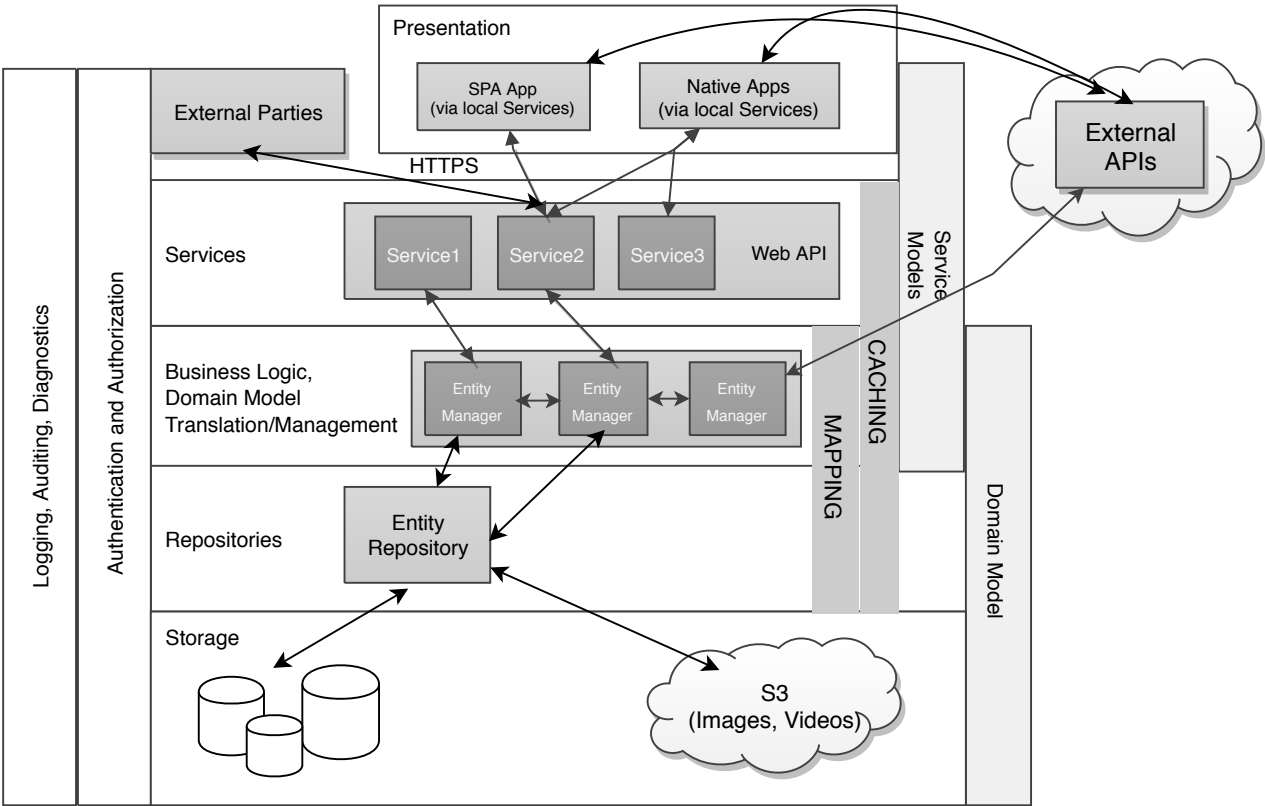 Presentation
SPA App
(via local Services)
Native Apps
(via local Services)
External Parties
External
APIs
HTTPS
Services
Service1
Service2
Service3
Web API
Service
Models
Logging, Auditing, Diagnostics
Authentication and Authorization
Business Logic,
Domain Model
Translation/Management
Entity
Manager
Entity
Manager
Entity
Manager
MAPPING
CACHING
Domain Model
Repositories
Entity
Repository
Storage
S3
(Images, Videos)